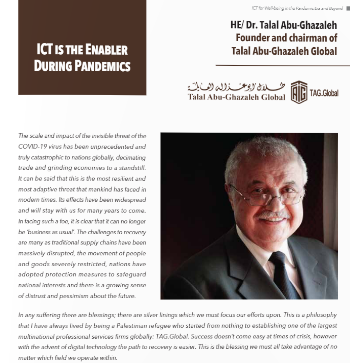 ICT for Well-being in the Pandemic Era and Beyond
HE/ Dr. Talal Abu-Ghazaleh
Founder and chairman of
Talal Abu-Ghazaleh Global
ICT IS THE ENABLER
DURING PANDEMICS
طلال أبوغزاله العالمية
Talal Abu-Ghazaleh Global
TAG.Global
The scale and impact of the invisible threat of the
COVID-19 virus has been unprecedented and
truly catastrophic to nations globally, decimating
trade and grinding economies to a standstill.
It can be said that this is the most resilient and
most adaptive threat that mankind has faced in
modern times. Its effects have been widespread
and will stay with us for many years to come.
In facing such a foe, it is clear that it can no longer
be 'business as usual'. The challenges to recovery
are many as traditional supply chains have been
massively disrupted, the movement of people
and goods severely restricted, nations have
adopted protection measures to safeguard
national interests and there is a growing sense
of distrust and pessimism about the future.
In any suffering there are blessings; there are silver linings which we must focus our efforts upon. This is a philosophy
that I have always lived by being a Palestinian refugee who started from nothing to establishing one of the largest
multinational professional services firms globally: TAG.Global. Success doesn't come easy at times of crisis, however
with the advent of digital technology the path to recovery is easier. This is the blessing we must all take advantage of no
matter which field we operate within.